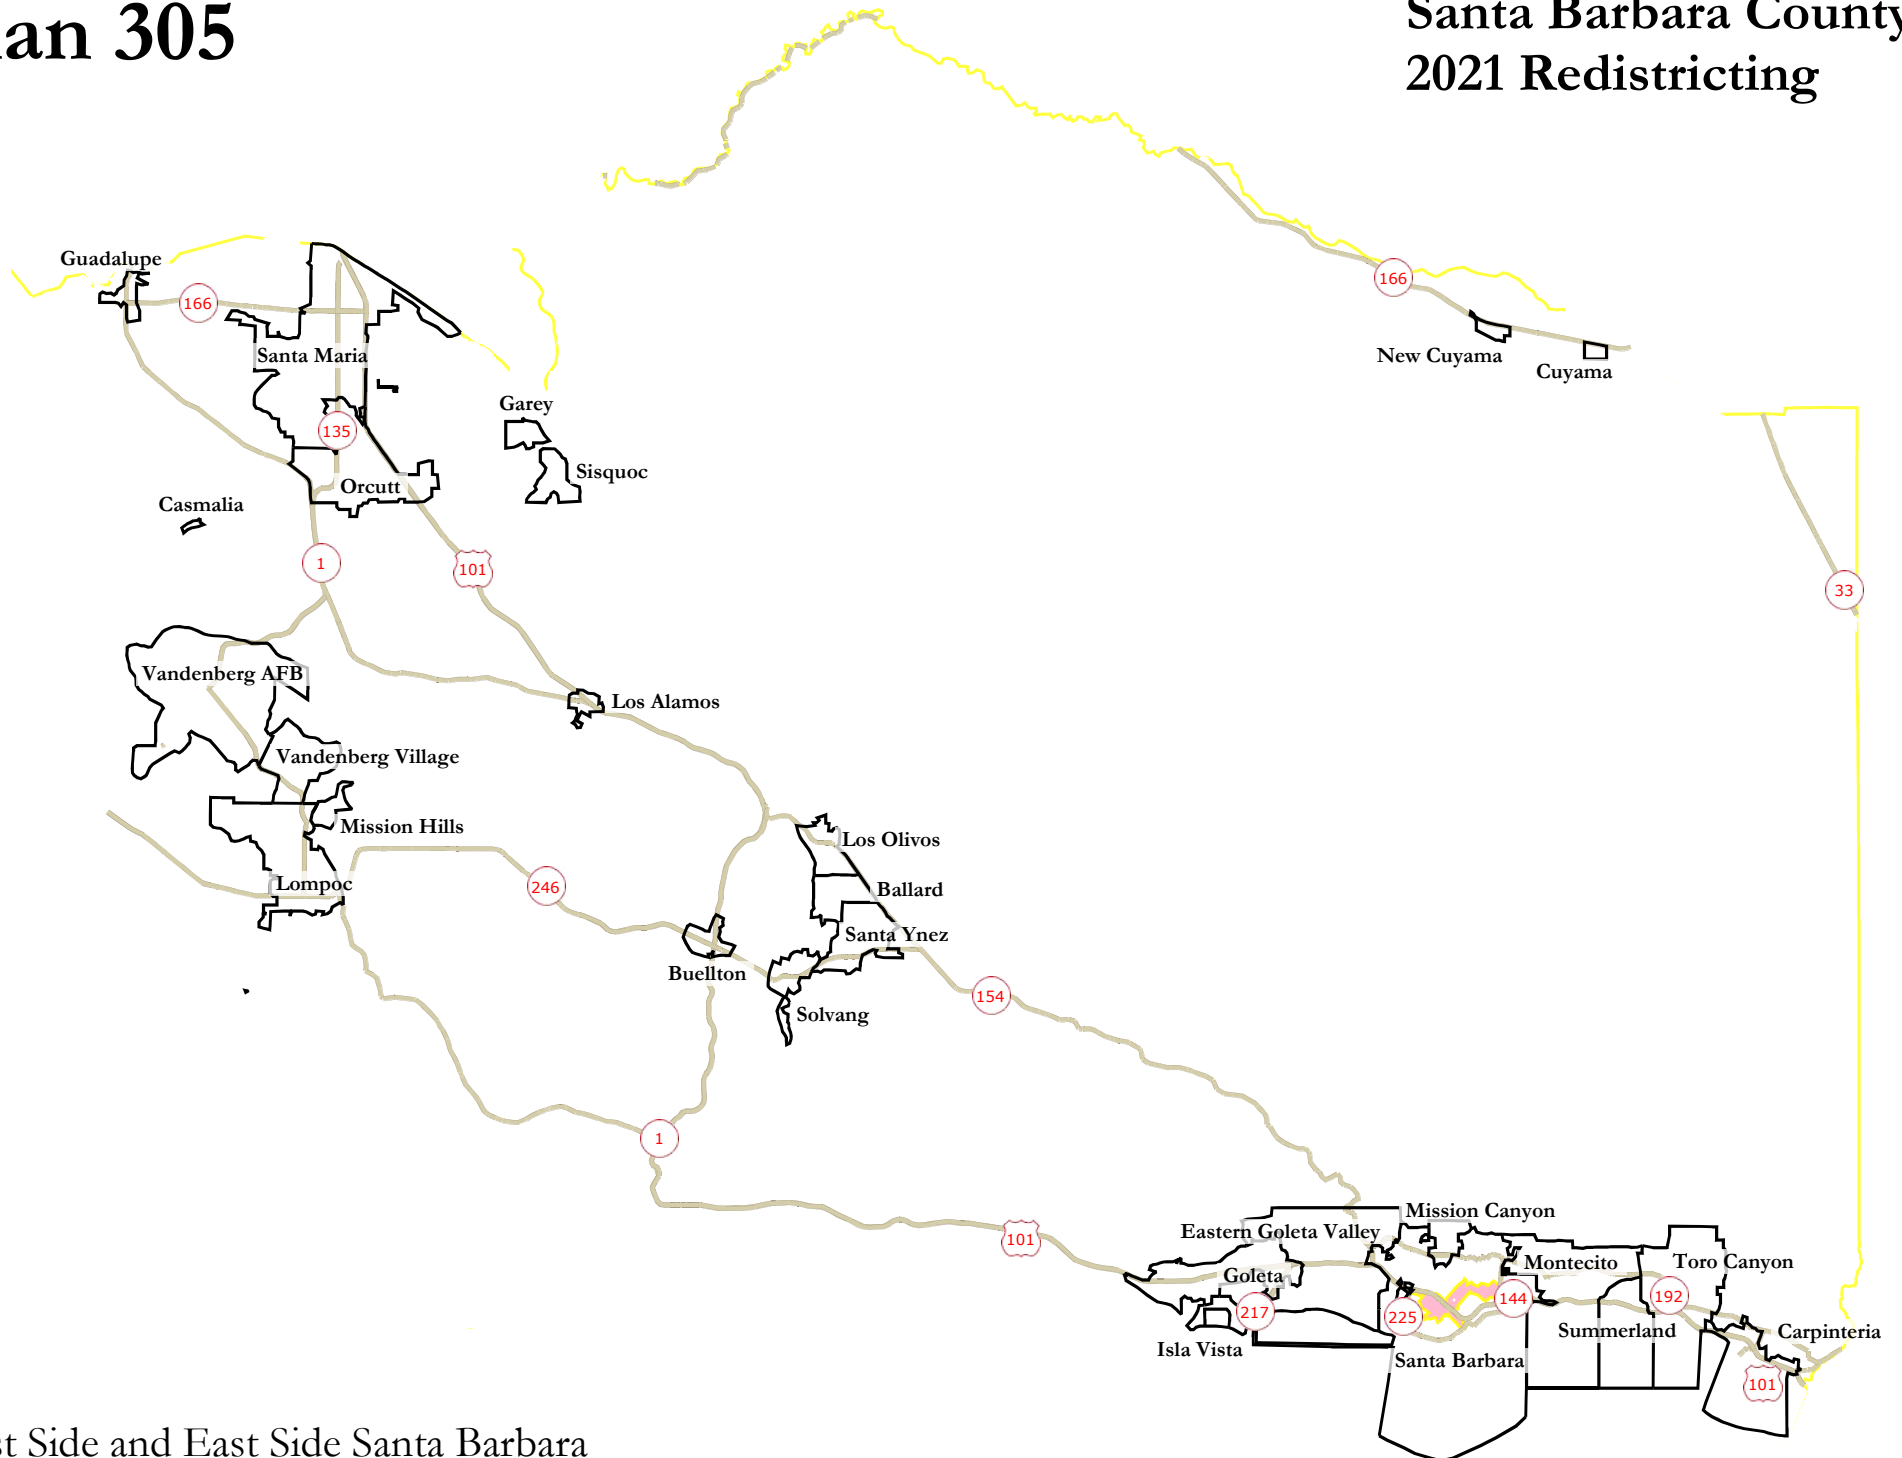 an 305
Santa Barbara County
2021 Redistricting
Guadalupe
166
Santa Maria
166
New Cuyama
Cuyama
Garey
135
Sisquoc
Orcutt
Casmalia
1
101
33
Vandenberg AFB
Los Alamos
Vandenberg Village
Mission Hills
Los Olivos
Lompoc
246
Ballard
Santa Ynez
Buellton
154
Solvang
1
Mission Canyon
Eastern Goleta Valley
101
Montecito
Toro Canyon
Goleta
192
144
217
225
Summerland
Carpinteria
Isla Vista
Santa Barbara
101
st Side and East Side Santa Barbara